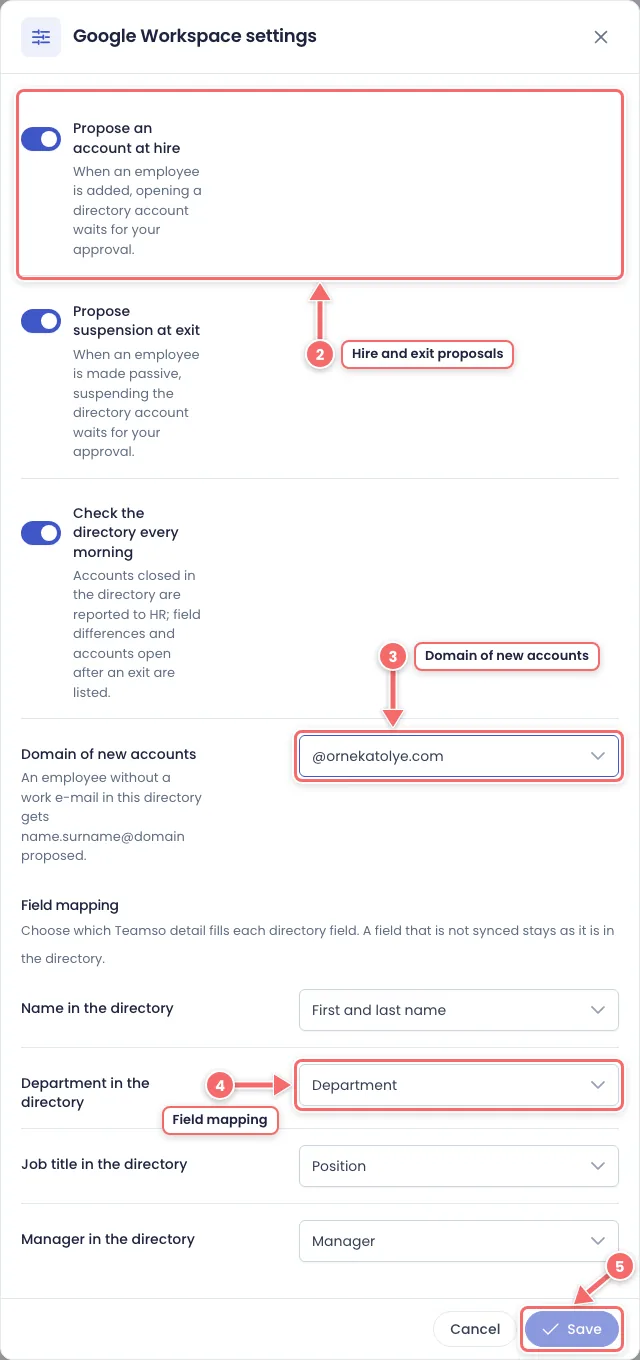 Google Workspace settings
Propose an
account at hire
When an employee
is added, opening a
directory account
waits for your
approval.
Propose
suspension at exit
2
Hire and exit proposals
When an employee
is made passive,
suspending the
directory account
waits for your
approval.
Check the
directory every
morning
Accounts closed in
the directory are
reported to HR; field
differences and
accounts open
after an exit are
listed.
3
Domain of new accounts
Domain of new accounts
@ornekatolye.com
An employee without a
work e-mail in this directory
gets
name.surname@domain
proposed.
Field mapping
Choose which Teamso detail fills each directory field. A field that is not synced stays as it is in
the directory.
Name in the directory
First and last name
Department in the
directory
4
Department
Field mapping
Job title in the directory
Position
Manager in the directory
Manager
5
Cancel
Save